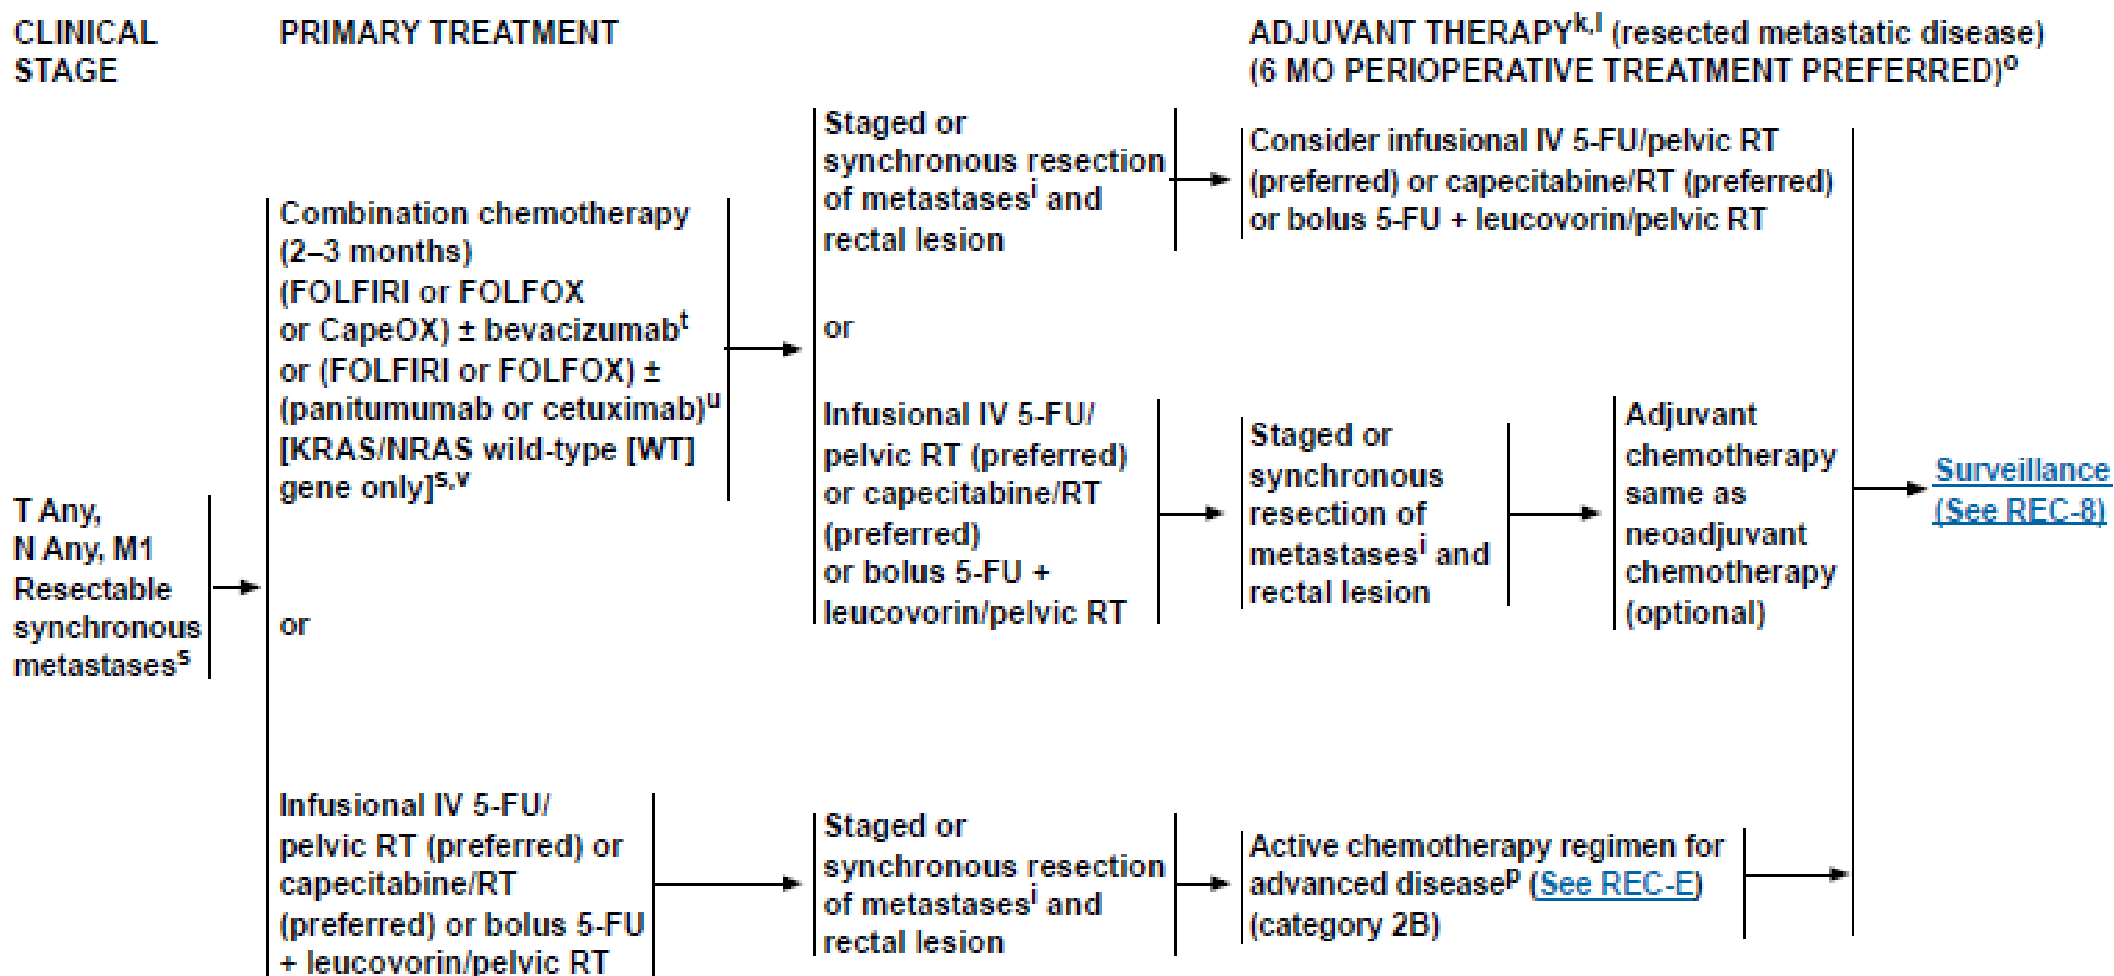 CLINICAL
STAGE
PRIMARY TREATMENT
ADJUVANT THERAPYk,l (resected metastatic disease)
(6 MO PERIOPERATIVE TREATMENT PREFERRED)o
T Any,
N Any, M1
Resectable
synchronous
metastasess
Combination chemotherapy
(2–3 months)
(FOLFIRI or FOLFOX
or CapeOX) ± bevacizumabt
or (FOLFIRI or FOLFOX) ±
(panitumumab or cetuximab)u
[KRAS/NRAS wild-type [WT]
gene only]s,v
or
Infusional IV 5-FU/
pelvic RT (preferred) or
capecitabine/RT
(preferred) or bolus 5-FU
+ leucovorin/pelvic RT
Staged or
synchronous resection
of metastasesi and
rectal lesion
or
Infusional IV 5-FU/
pelvic RT (preferred)
or capecitabine/RT
(preferred)
or bolus 5-FU +
leucovorin/pelvic RT
Staged or
synchronous resection
of metastasesi and
rectal lesion
Consider infusional IV 5-FU/pelvic RT
(preferred) or capecitabine/RT (preferred)
or bolus 5-FU + leucovorin/pelvic RT
Staged or
synchronous
resection of
metastasesi and
rectal lesion
Adjuvant
chemotherapy
same as
neoadjuvant
chemotherapy
(optional)
Active chemotherapy regimen for
advanced diseasep (See REC-E)
(category 2B)
Surveillance
(See REC-8)